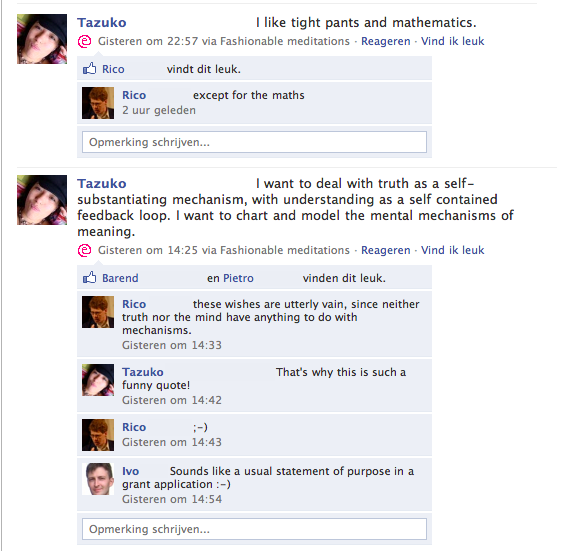 Tazuko I like tight pants and mathematics.
Gisteren om 22:57 via Fashionable meditations · Reageren · Vind ik leuk
Rico vindt dit leuk.
Rico except for the maths
2 uur geleden
Opmerking schrijven...
Tazuko I want to deal with truth as a self-
substantiating mechanism, with understanding as a self contained
feedback loop. I want to chart and model the mental mechanisms of
meaning.
Gisteren om 14:25 via Fashionable meditations · Reageren · Vind ik leuk
Barend en Pietro vinden dit leuk.
Rico these wishes are utterly vain, since neither
truth nor the mind have anything to do with
mechanisms.
Gisteren om 14:33
Tazuko That's why this is such a
funny quote!
Gisteren om 14:42
Rico ;-)
Gisteren om 14:43
Ivo Sounds like a usual statement of purpose in a
grant application :-)
Gisteren om 14:54
Opmerking schrijven...